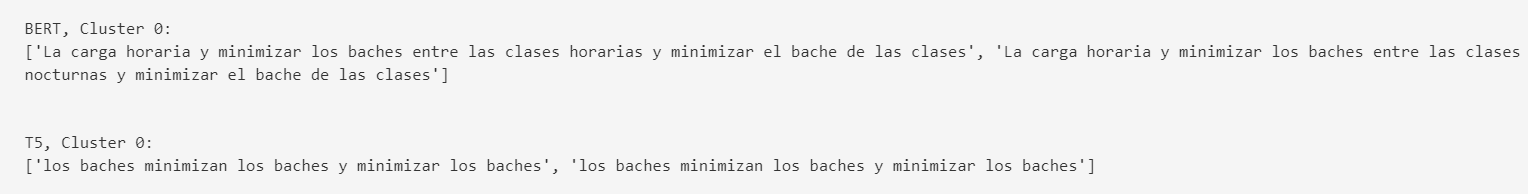 BERT, Cluster 0:
['La carga horaria y minimizar los baches entre las clases horarias y minimizar el bache de las clases', 'La carga horaria y minimizar los baches entre las clases
nocturnas y minimizar el bache de las clases']
T5, Cluster 0:
['los baches minimizan los baches y minimizar los baches', 'los baches minimizan los baches y minimizar los baches']